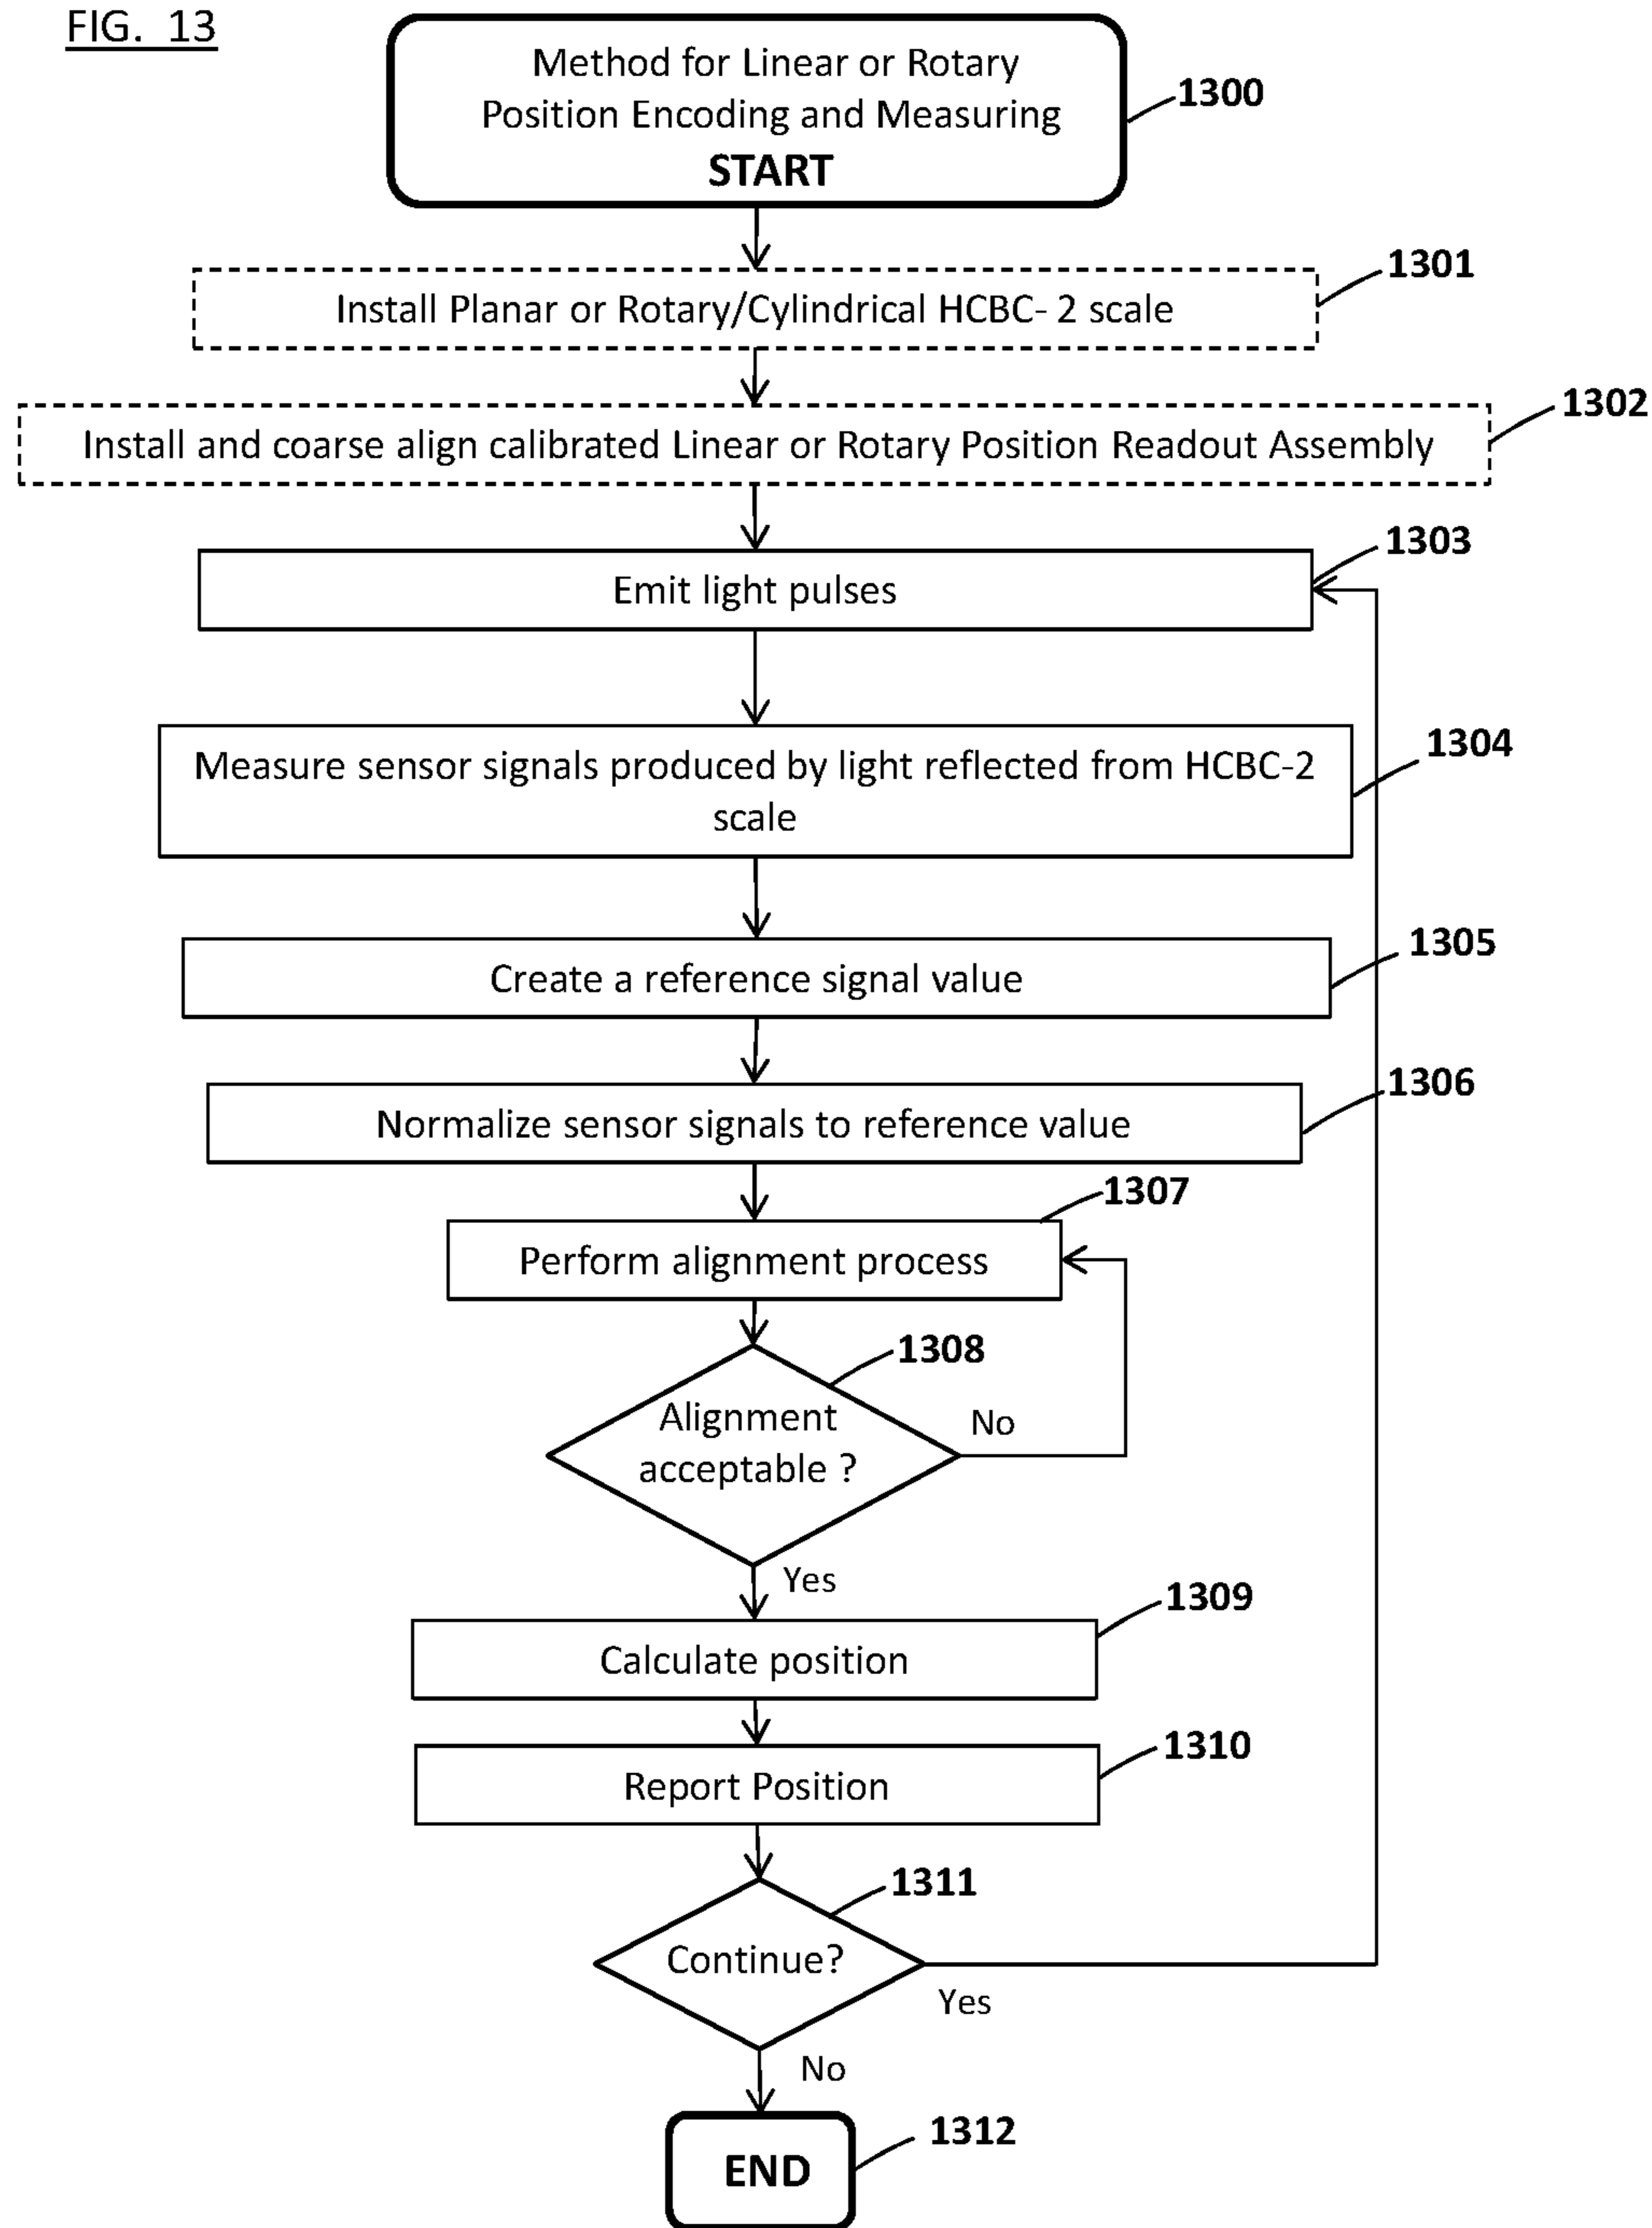 FIG. 13
Method for Linear or Rotary
Position Encoding and Measuring
START
1300
Install Planar or Rotary/Cylindrical HCBC- 2 scale
1301
Install and coarse align calibrated Linear or Rotary Position Readout Assembly
1302
Emit light pulses
1303
Measure sensor signals produced by light reflected from HCBC-2
scale
1304
Create a reference signal value
1305
Normalize sensor signals to reference value
1306
Perform alignment process
1307
Alignment
acceptable ?
1308
No
Yes
Calculate position
1309
Report Position
1310
Continue?
1311
Yes
No
END
1312